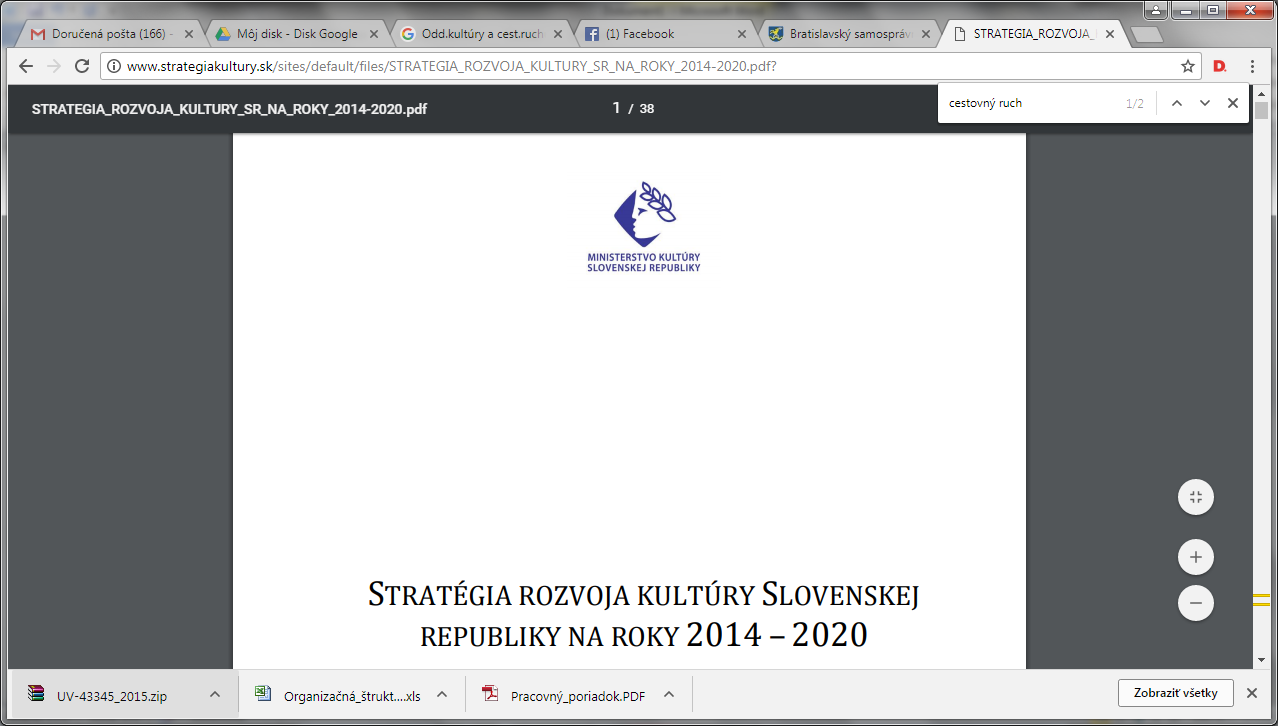 Doručená pošta (166) -
Môj disk - Disk Google
Odd.kultúry a cest.ruch
(1) Facebook
Bratislavský samospráv
STRATEGIA_ROZVOJA_
www.strategiakultury.sk/sites/default/files/STRATEGIA_ROZVOJA_KULTURY_SR_NA_ROKY_2014-2020.pdf?
D.
STRATEGIA_ROZVOJA_KULTURY_SR_NA_ROKY_2014-2020.pdf
1 / 38
cestovný ruch
1/2
MINISTERSTVO KULTÚRY
SLOVENSKEJ REPUBLIKY
STRATÉGIA ROZVOJA KULTÚRY SLOVENSKEJ
REPUBLIKY NA ROKY 2014 – 2020
UV-43345_2015.zip
Organizačná_štrukt....xls
Pracovný_poriadok.PDF
Zobraziť všetky